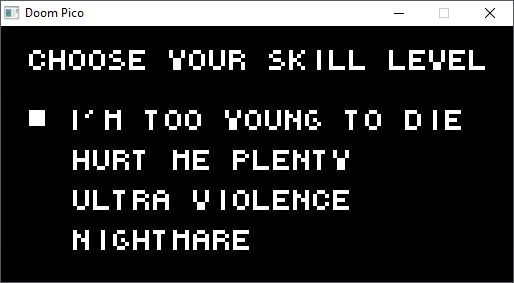 Doom Pico
CHOOSE YOUR SKILL LEVEL
I'M TOO YOUNG TO DIE
HURT ME PLENTY
ULTRA VIOLENCE
NIGHTMARE